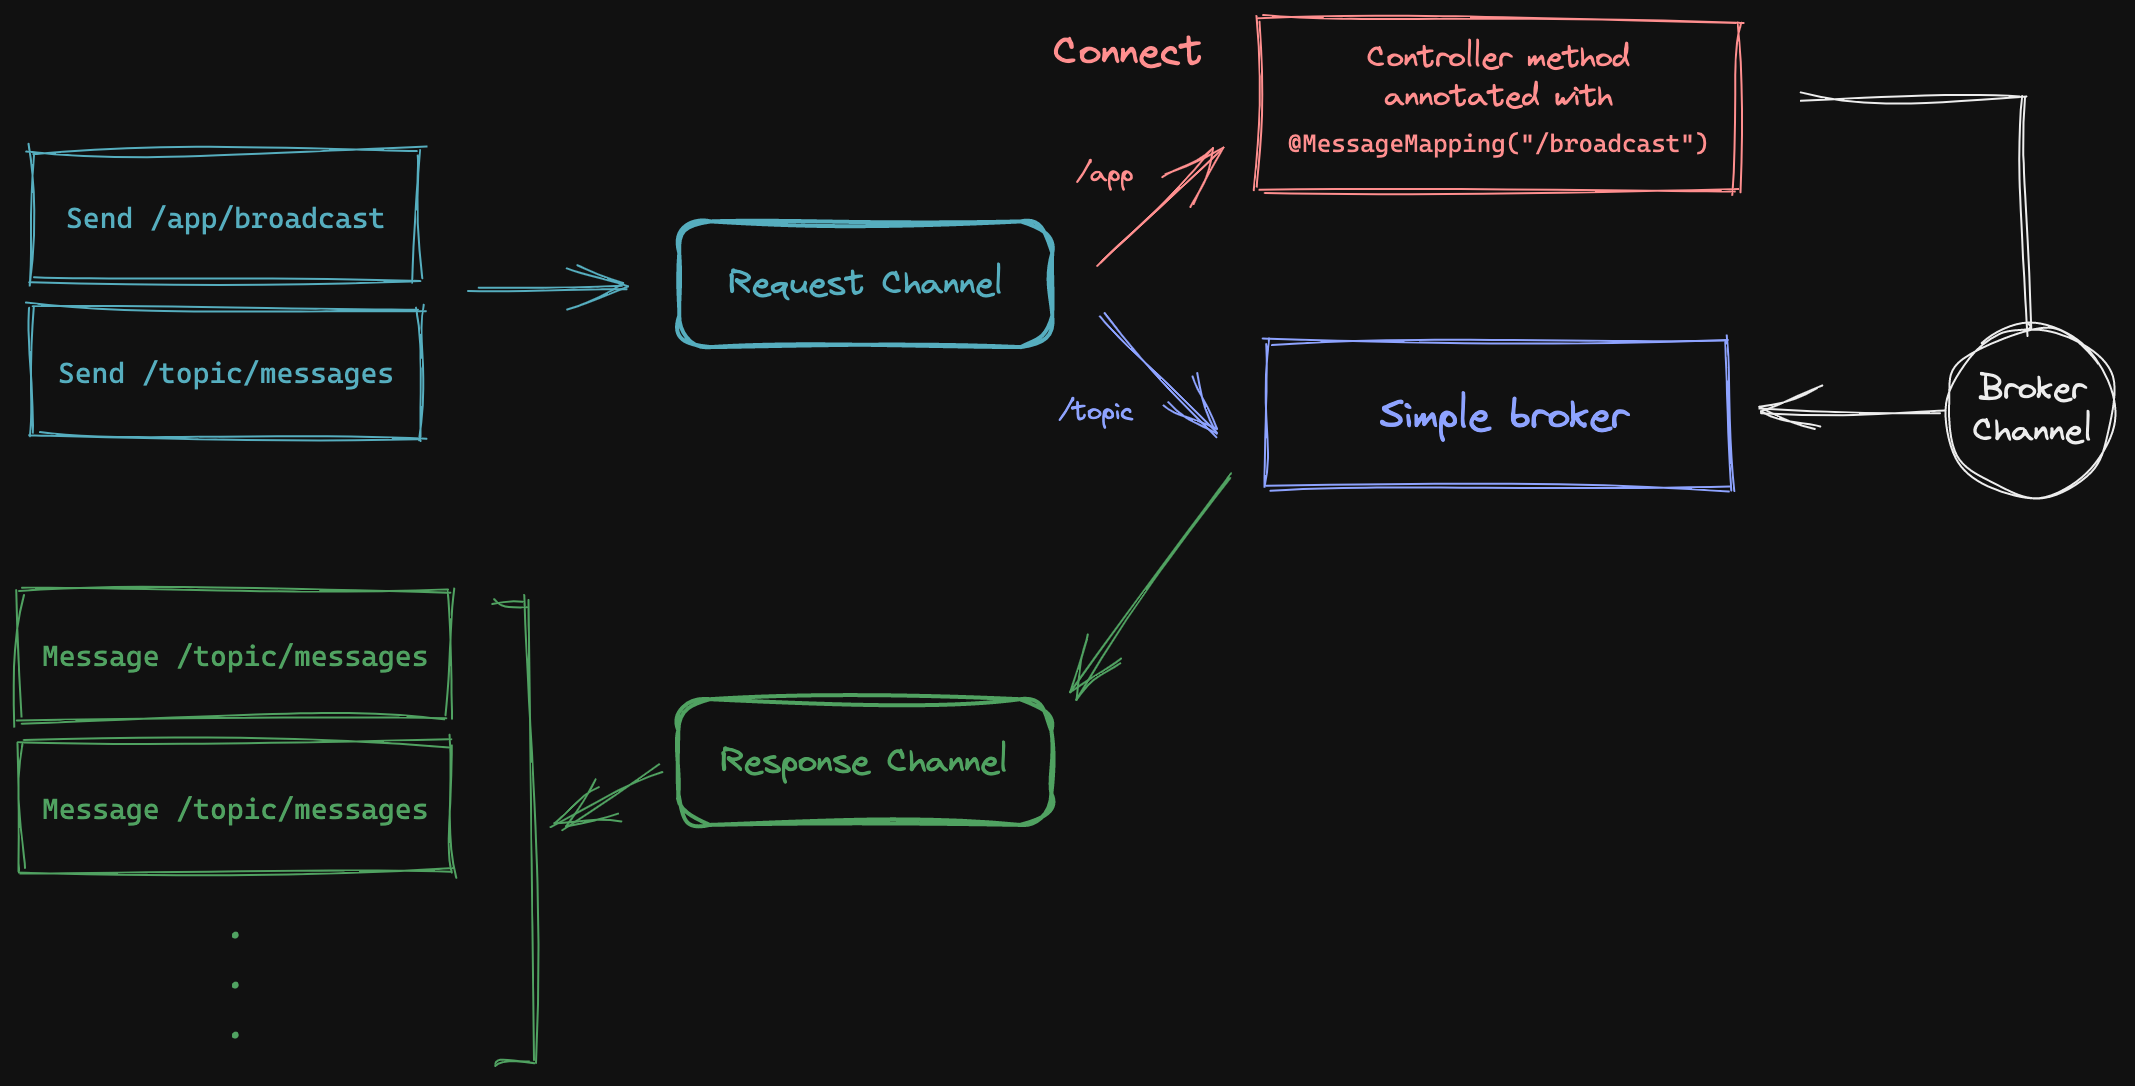 Connect
Controller method
annotated with
@MessageMapping("/broadcast")
/app
Send /app/broadcast
Request Channel
Send /topic/messages
/topic
Simple broker
Broker
Channel
Message /topic/messages
Response Channel
Message /topic/messages